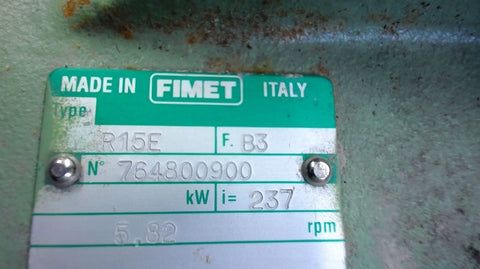 MADE IN FIMET ITALY
Type
R15E F. B3
N° 764800900
kW i= 237
5,82 rpm